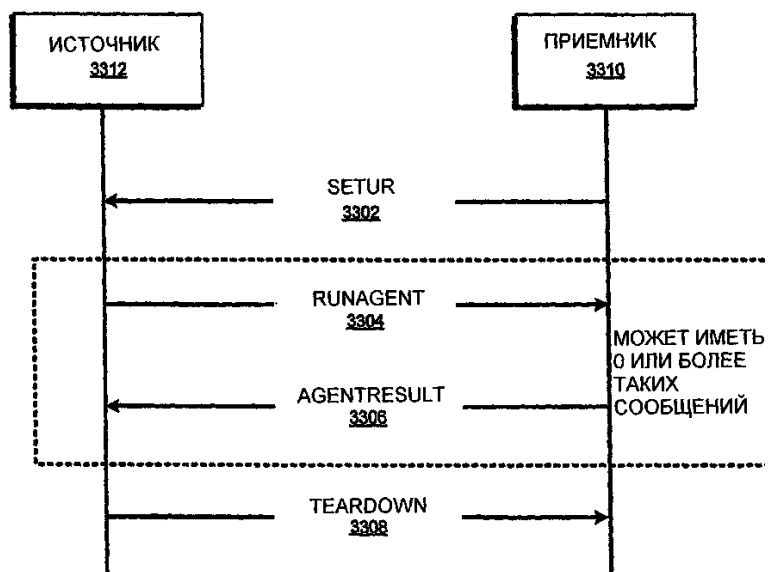 ИСТОЧНИК
3312
ПРИЕМНИК
3310
SETUR
3302
RUNAGENT
3304
МОЖЕТ ИМЕТЬ
0 ИЛИ БОЛЕЕ
ТАКИХ
СООБЩЕНИЙ
AGENTRESULT
3306
TEARDOWN
3308